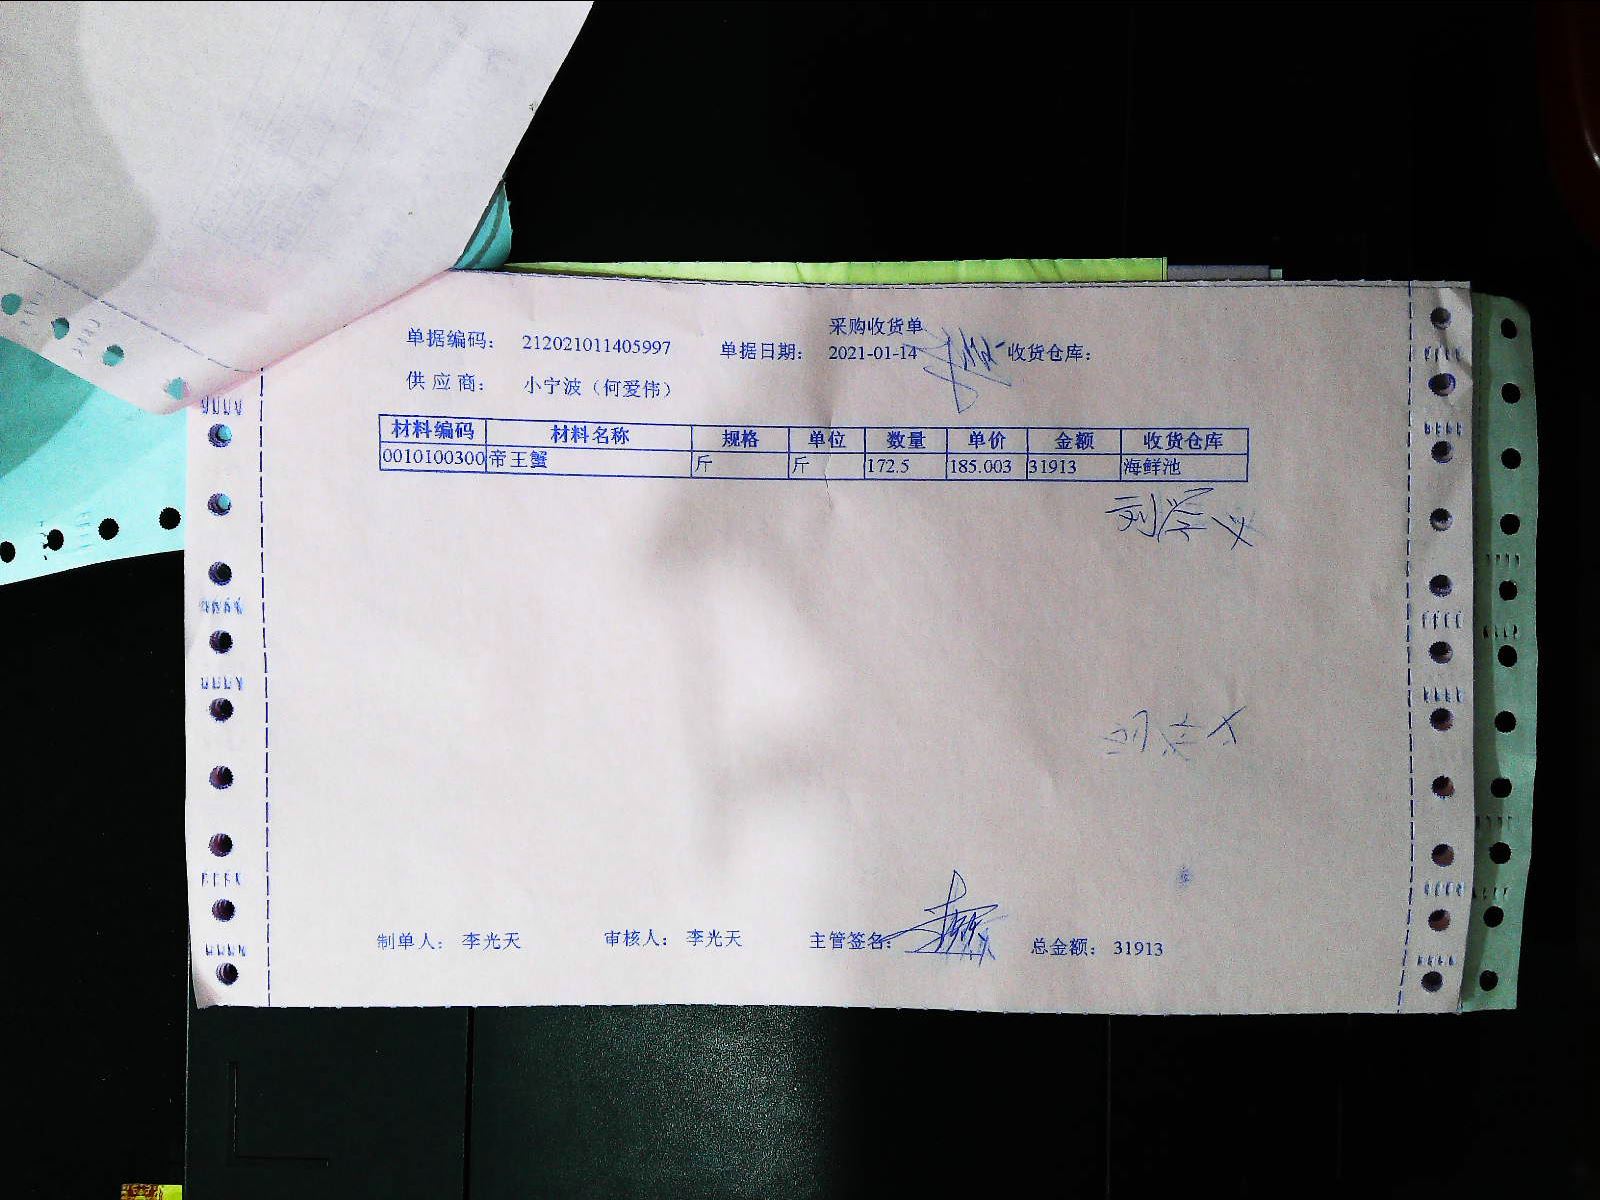 采购收货单
单据编码： 212021011405997 单据日期： 2021-01-14 收货仓库：
供 应 商： 小宁波（何爱伟）
材料编码 材料名称 规格 单位 数量 单价 金额 收货仓库
0010100300 帝王蟹 斤 斤 172.5 185.003 31913 海鲜池
制单人： 李光天 审核人： 李光天 主管签名： 总金额： 31913